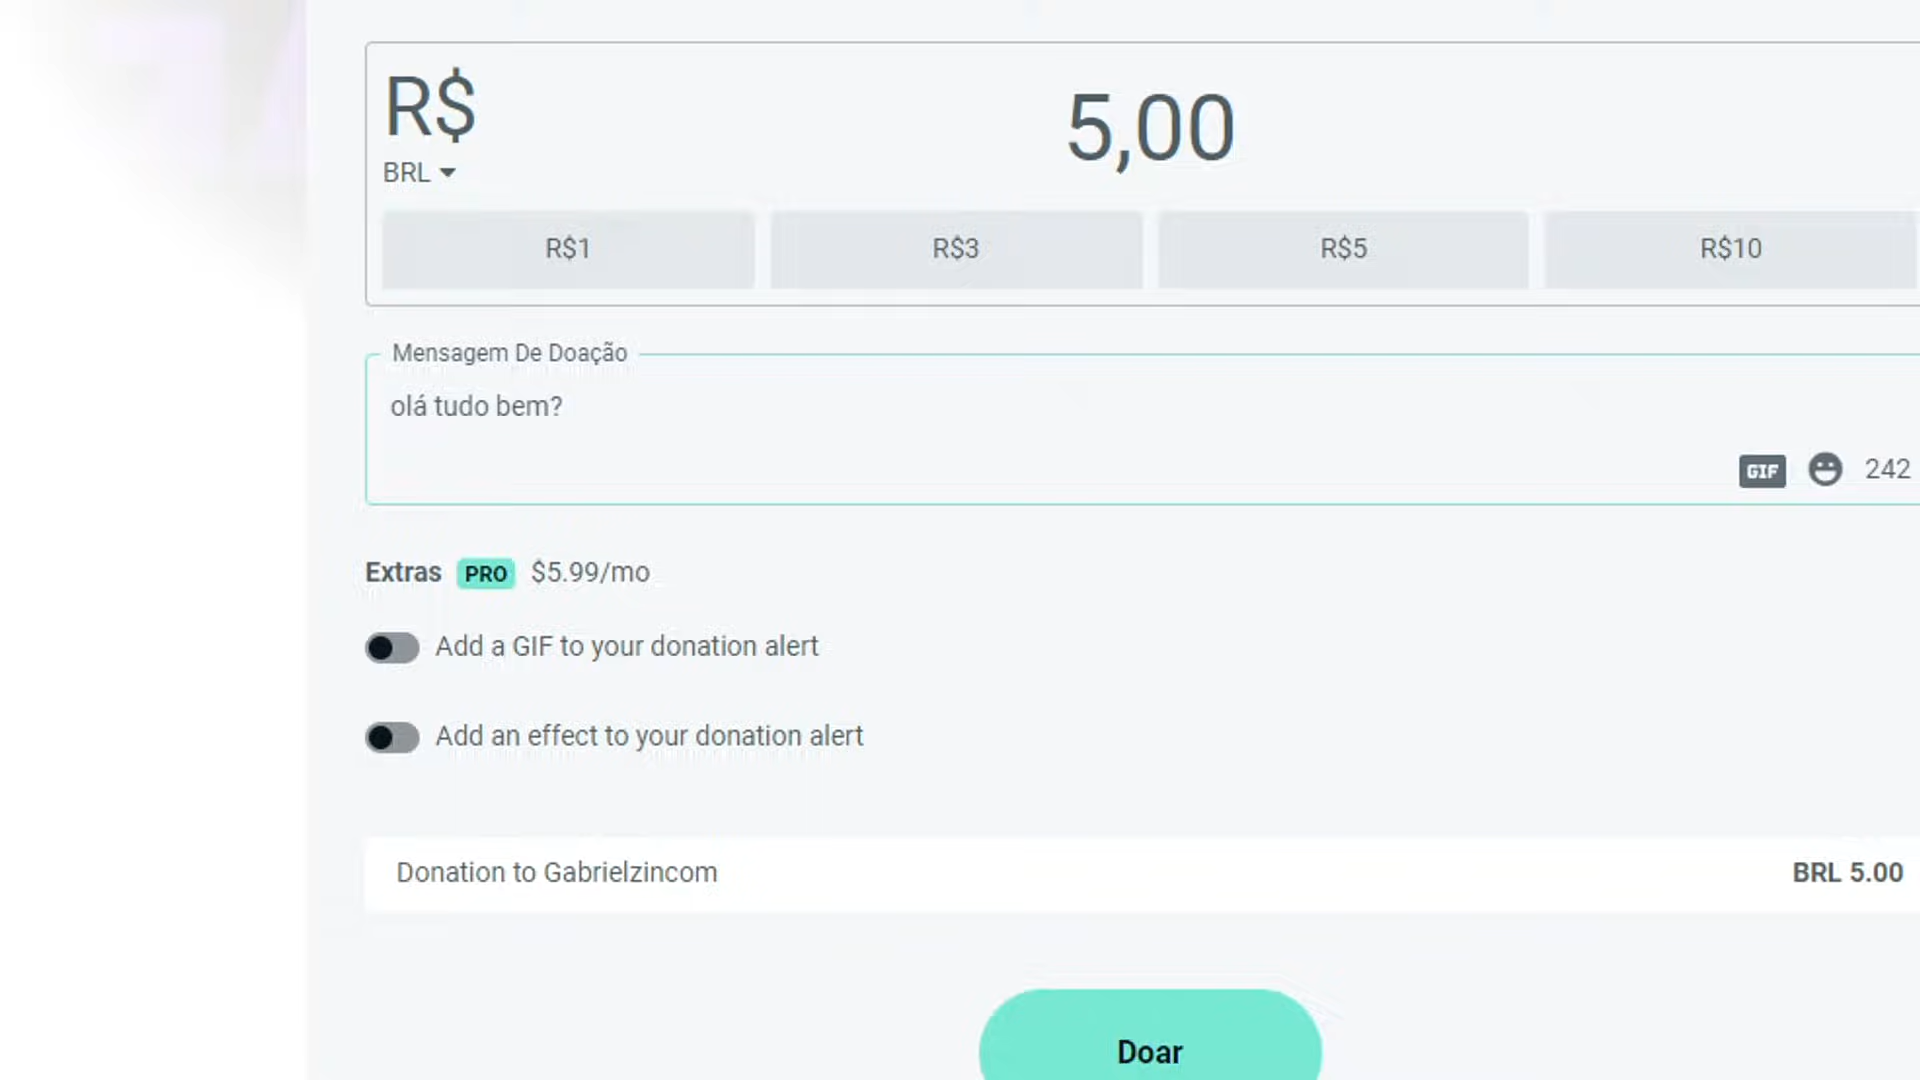 R$
5,00
BRL
R$1 R$3 R$5 R$10
Mensagem De Doação
olá tudo bem?
GIF 242
Extras PRO $5.99/mo
Add a GIF to your donation alert
Add an effect to your donation alert
Donation to Gabrielzincom BRL 5.00
Doar